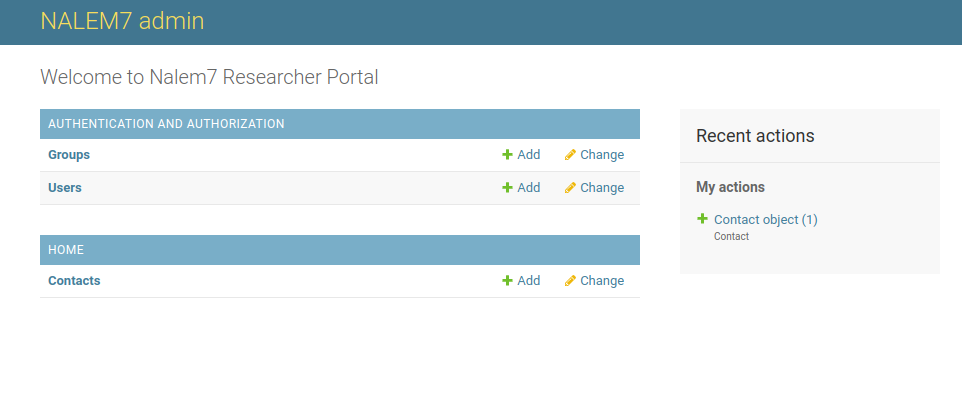 NALEM7 admin
Welcome to Nalem7 Researcher Portal
AUTHENTICATION AND AUTHORIZATION
Groups Add Change
Users Add Change
HOME
Contacts Add Change
Recent actions
My actions
Contact object (1)
Contact